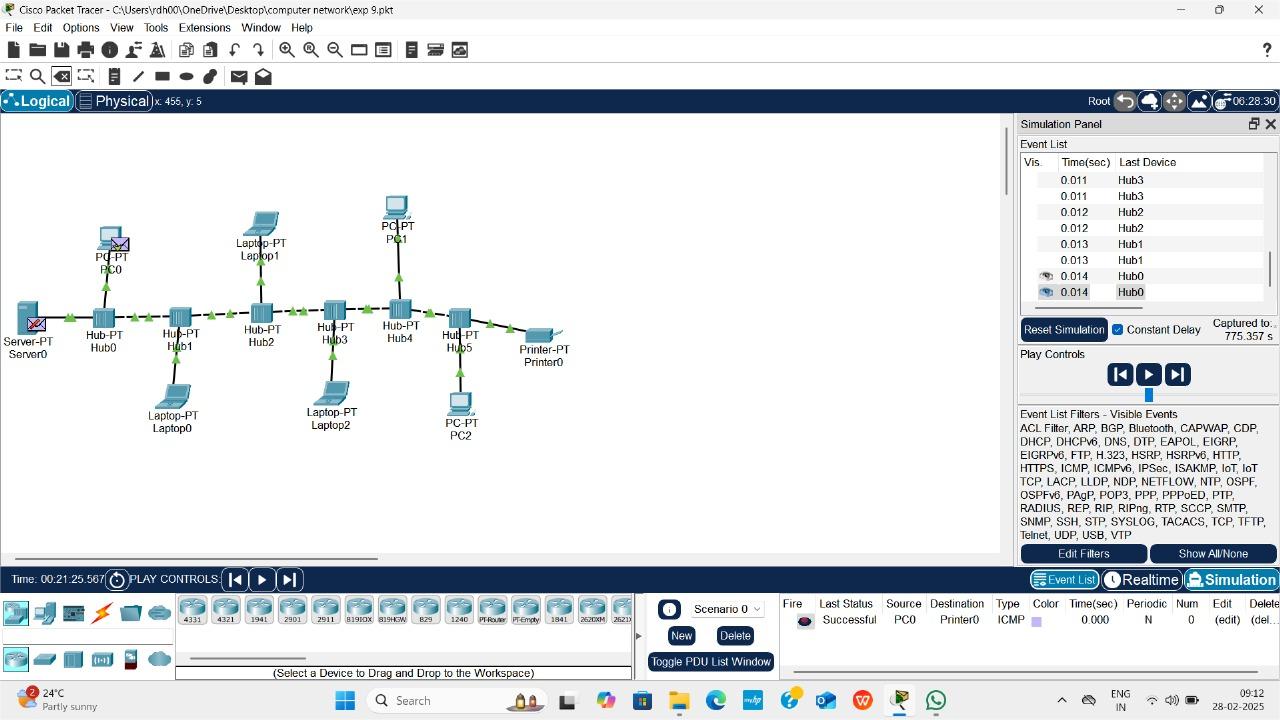 Cisco Packet Tracer - C:\Users\rdh00\OneDrive\Desktop\computer network\exp 9.pkt
File Edit Options View Tools Extensions Window Help
?
Logical Physical x: 455, y: 5 Root 06:28:30
Simulation Panel
Event List
Vis. Time(sec) Last Device
0.011 Hub3
0.011 Hub3
0.012 Hub2
0.012 Hub2
0.013 Hub1
0.013 Hub1
0.014 Hub0
0.014 Hub0
Reset Simulation Constant Delay Captured to:
775.357 s
Play Controls
Event List Filters - Visible Events
ACL Filter, ARP, BGP, Bluetooth, CAPWAP, CDP,
DHCP, DHCPv6, DNS, DTP, EAPOL, EIGRP,
EIGRPv6, FTP, H.323, HSRP, HSRPv6, HTTP,
HTTPS, ICMP, ICMPv6, IPSec, ISAKMP, IoT, IoT
TCP, LACP, LLDP, NDP, NETFLOW, NTP, OSPF,
OSPFv6, PAgP, POP3, PPP, PPPoED, PTP,
RADIUS, REP, RIP, RIPng, RTP, SCCP, SMTP,
SNMP, SSH, STP, SYSLOG, TACACS, TCP, TFTP,
Telnet, UDP, USB, VTP
Edit Filters Show All/None
PC-PT
PC0
Laptop-PT
Laptop1
PC-PT
PC1
Server-PT
Server0
Hub-PT
Hub0
Hub-PT
Hub1
Hub-PT
Hub2
Hub-PT
Hub3
Hub-PT
Hub4
Hub-PT
Hub5
Printer-PT
Printer0
Laptop-PT
Laptop0
Laptop-PT
Laptop2
PC-PT
PC2
Time: 00:21:25.567 PLAY CONTROLS:
Event List Realtime Simulation
4331 4321 1941 2901 2911 819IOX 819HGW 829 1240 PT-Router PT-Empty 1841 2620XM 2621X
(Select a Device to Drag and Drop to the Workspace)
Scenario 0
New Delete
Toggle PDU List Window
Fire Last Status Source Destination Type Color Time(sec) Periodic Num Edit Delete
Successful PC0 Printer0 ICMP 0.000 N 0 (edit) (del...
2
24°C
Partly sunny
Search
ENG
IN
09:12
28-02-2025